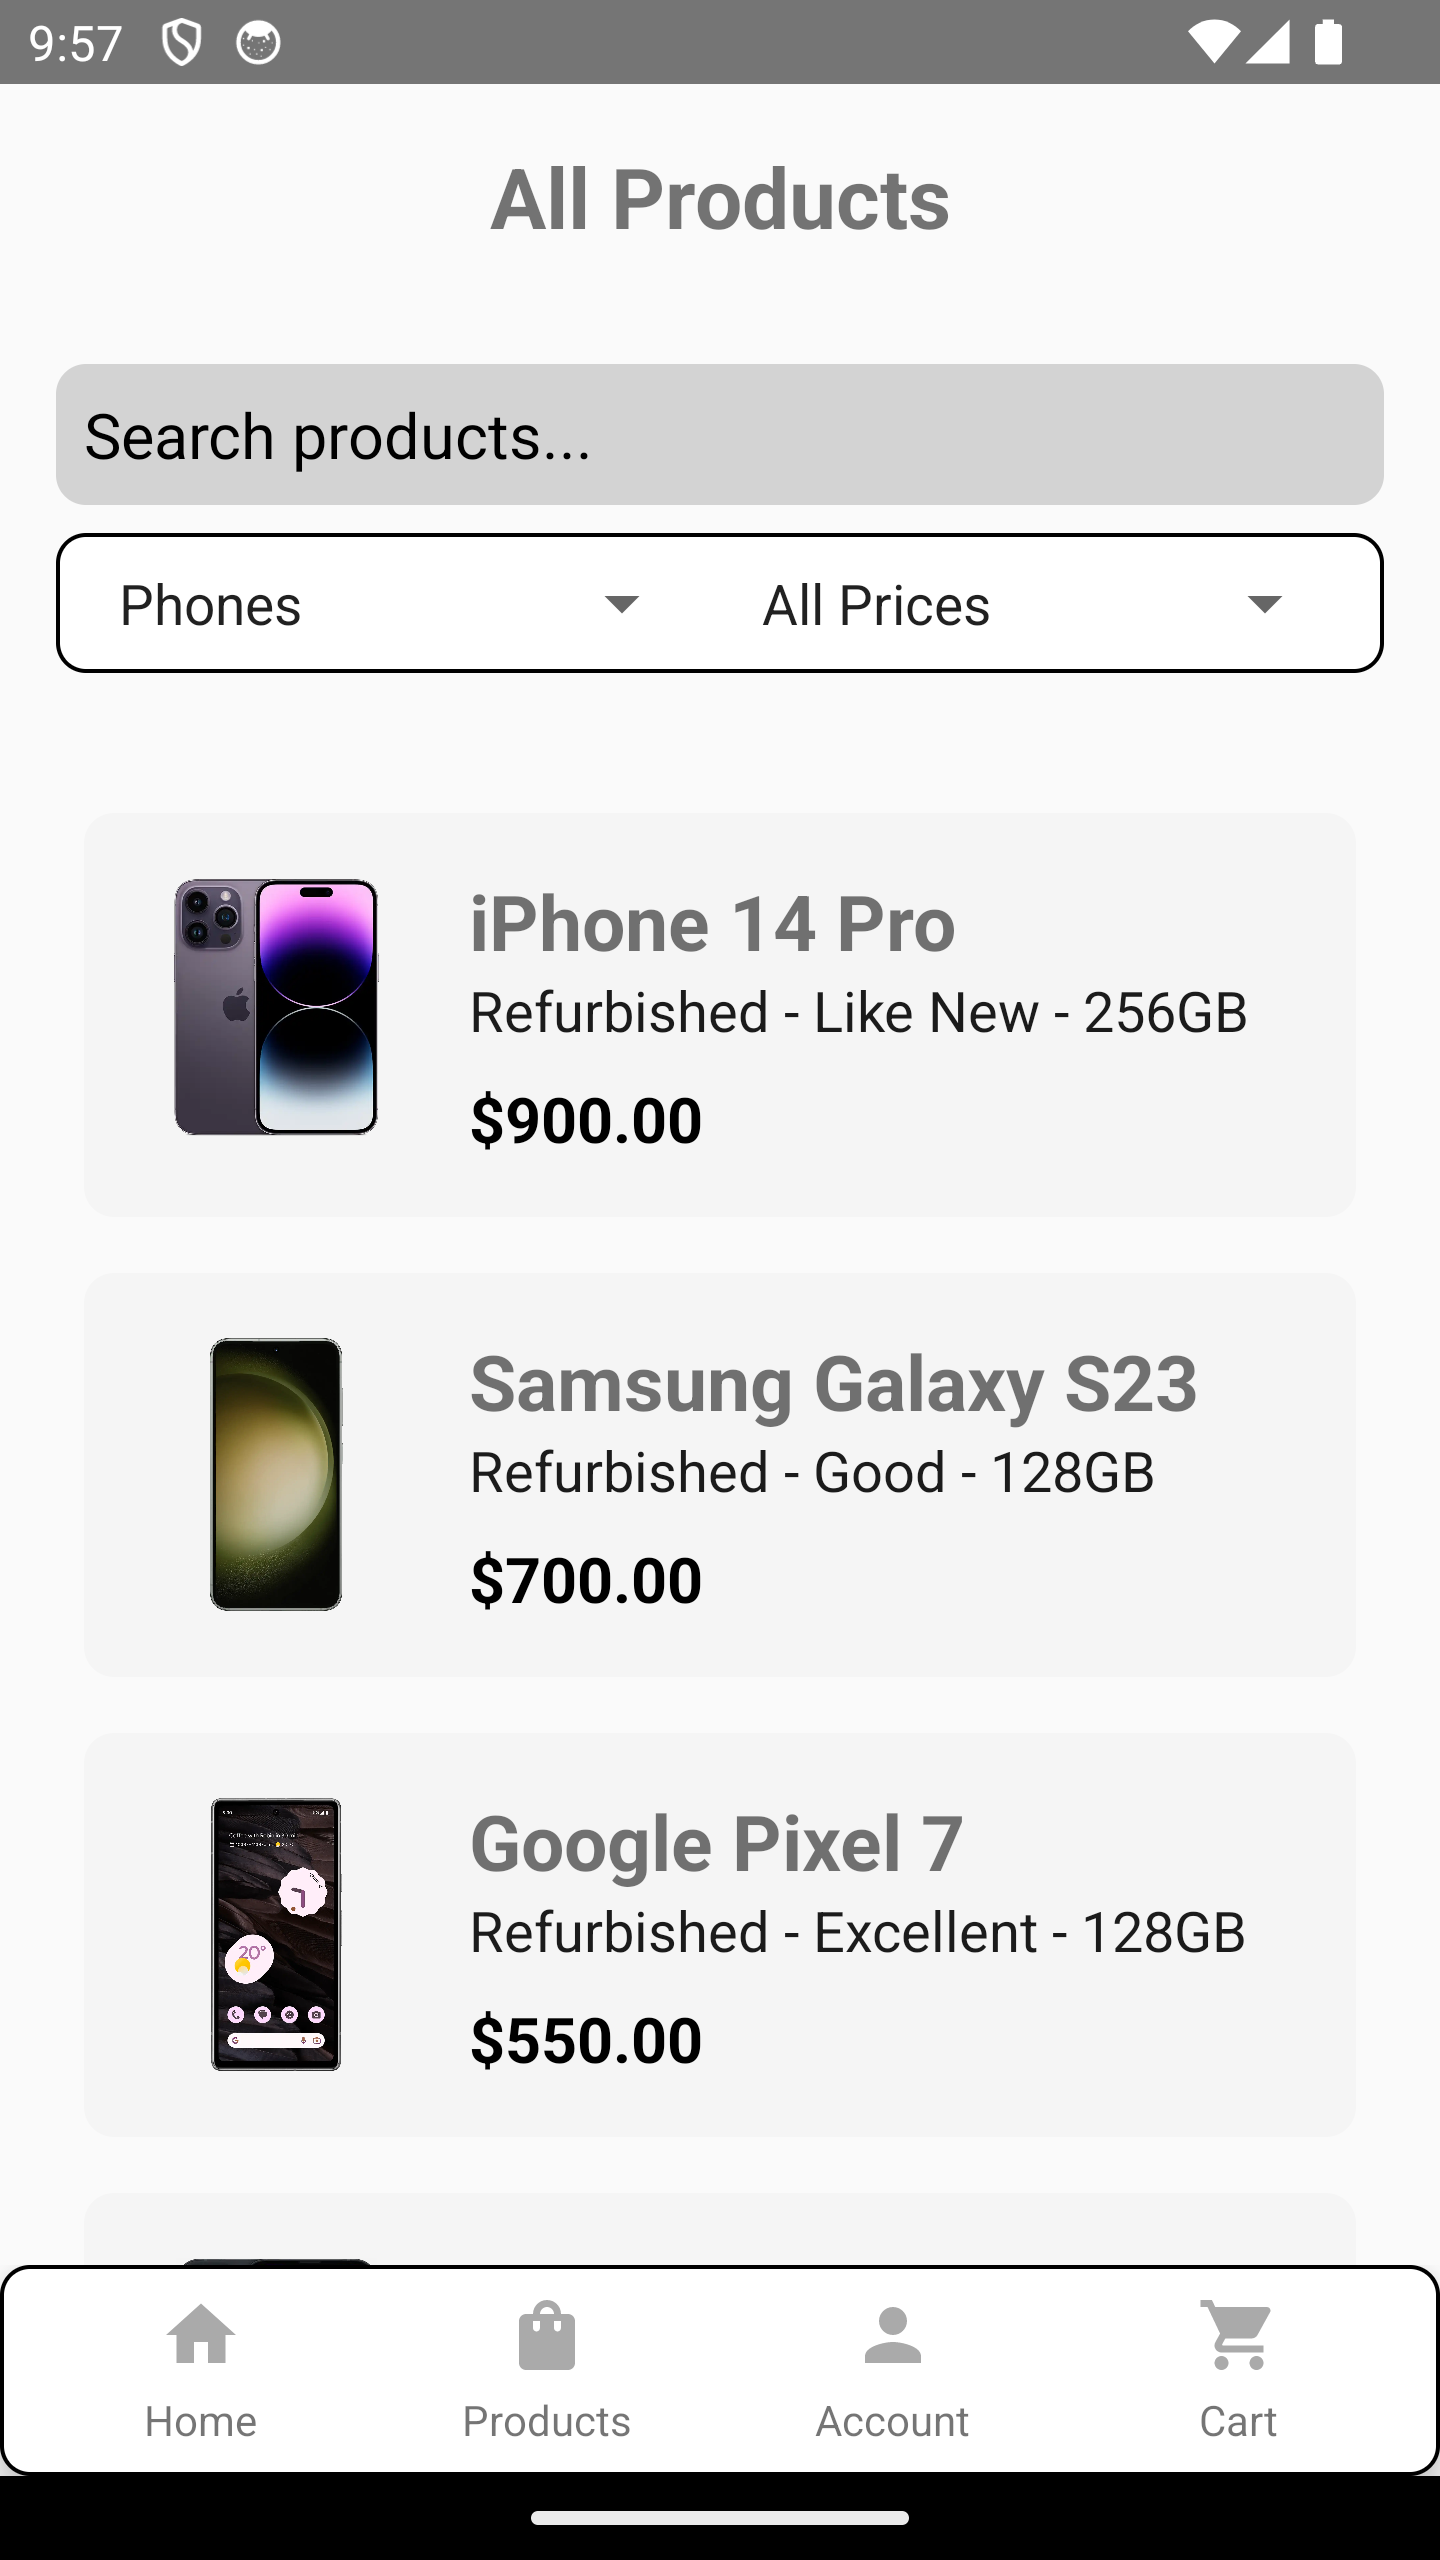 9:57
All Products
Search products...
Phones All Prices
iPhone 14 Pro
Refurbished - Like New - 256GB
$900.00
Samsung Galaxy S23
Refurbished - Good - 128GB
$700.00
Google Pixel 7
Refurbished - Excellent - 128GB
$550.00
20°
Home Products Account Cart